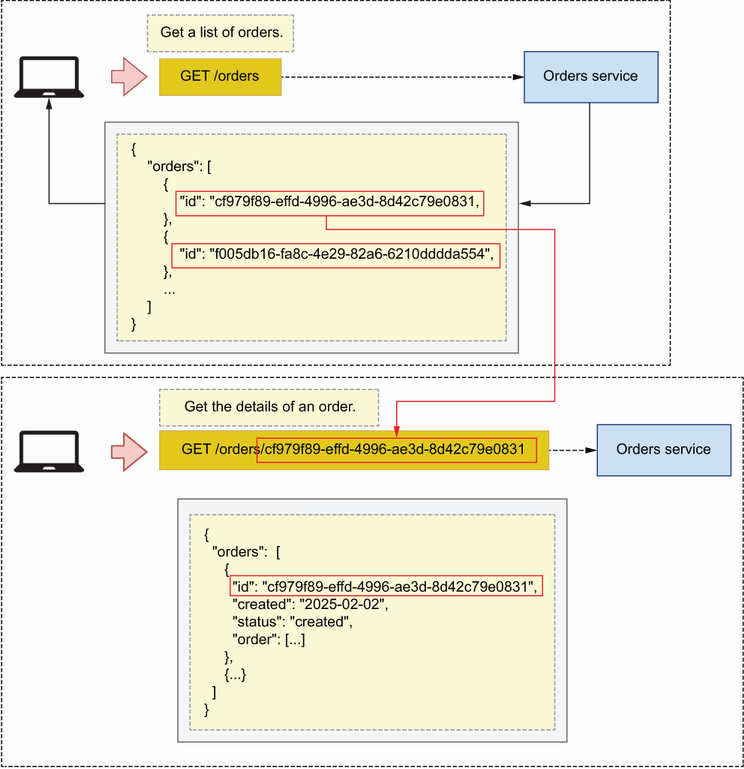 Get a list of orders.
GET /orders
Orders service
{
"orders": [
{
"id": "cf979f89-effd-4996-ae3d-8d42c79e0831,
},
{
"id": "f005db16-fa8c-4e29-82a6-6210dddda554",
},
...
]
}
Get the details of an order.
GET /orders/cf979f89-effd-4996-ae3d-8d42c79e0831
Orders service
{
"orders": [
{
"id": "cf979f89-effd-4996-ae3d-8d42c79e0831",
"created": "2025-02-02",
"status": "created",
"order": [...]
},
{...}
]
}